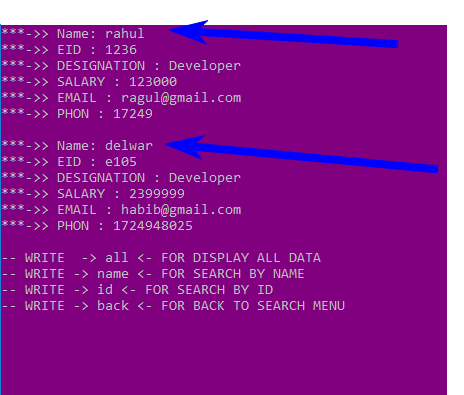 ***->> Name: rahul
***->> EID : 1236
***->> DESIGNATION : Developer
***->> SALARY : 123000
***->> EMAIL : ragul@gmail.com
***->> PHON : 17249
***->> Name: delwar
***->> EID : e105
***->> DESIGNATION : Developer
***->> SALARY : 2399999
***->> EMAIL : habib@gmail.com
***->> PHON : 1724948025
-- WRITE  -> all <- FOR DISPLAY ALL DATA
-- WRITE -> name <- FOR SEARCH BY NAME
-- WRITE -> id <- FOR SEARCH BY ID
-- WRITE -> back <- FOR BACK TO SEARCH MENU